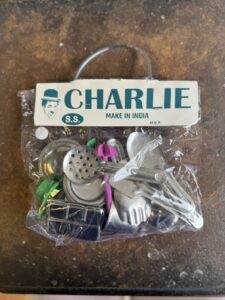 CHARLIE
S.S. MAKE IN INDIA
M.R.P.